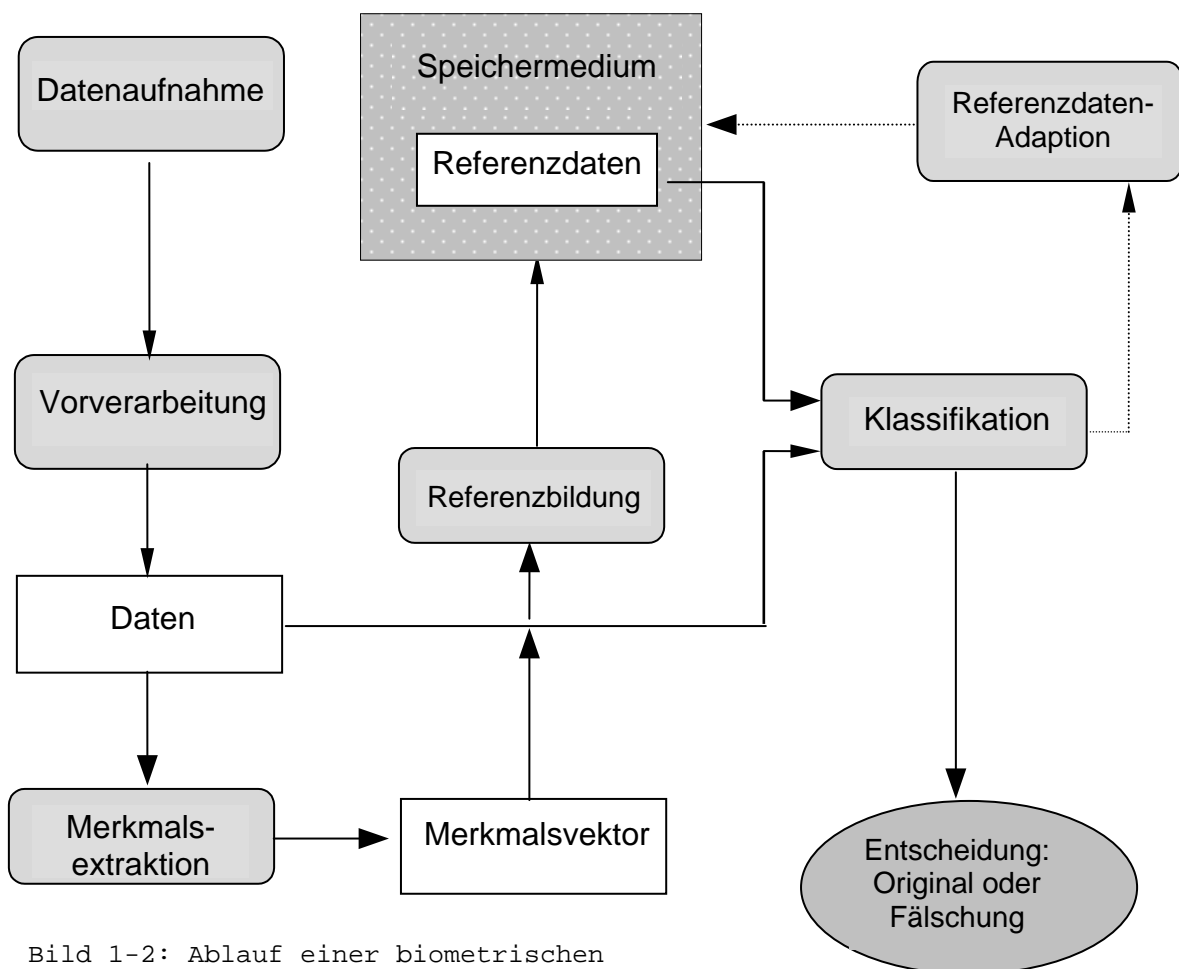 Datenaufnahme
Speichermedium
Referenzdaten
Referenzdaten-
Adaption
Vorverarbeitung
Klassifikation
Referenzbildung
Daten
Merkmals-
extraktion
Merkmalsvektor
Entscheidung:
Original oder
Fälschung
Bild 1-2: Ablauf einer biometrischen